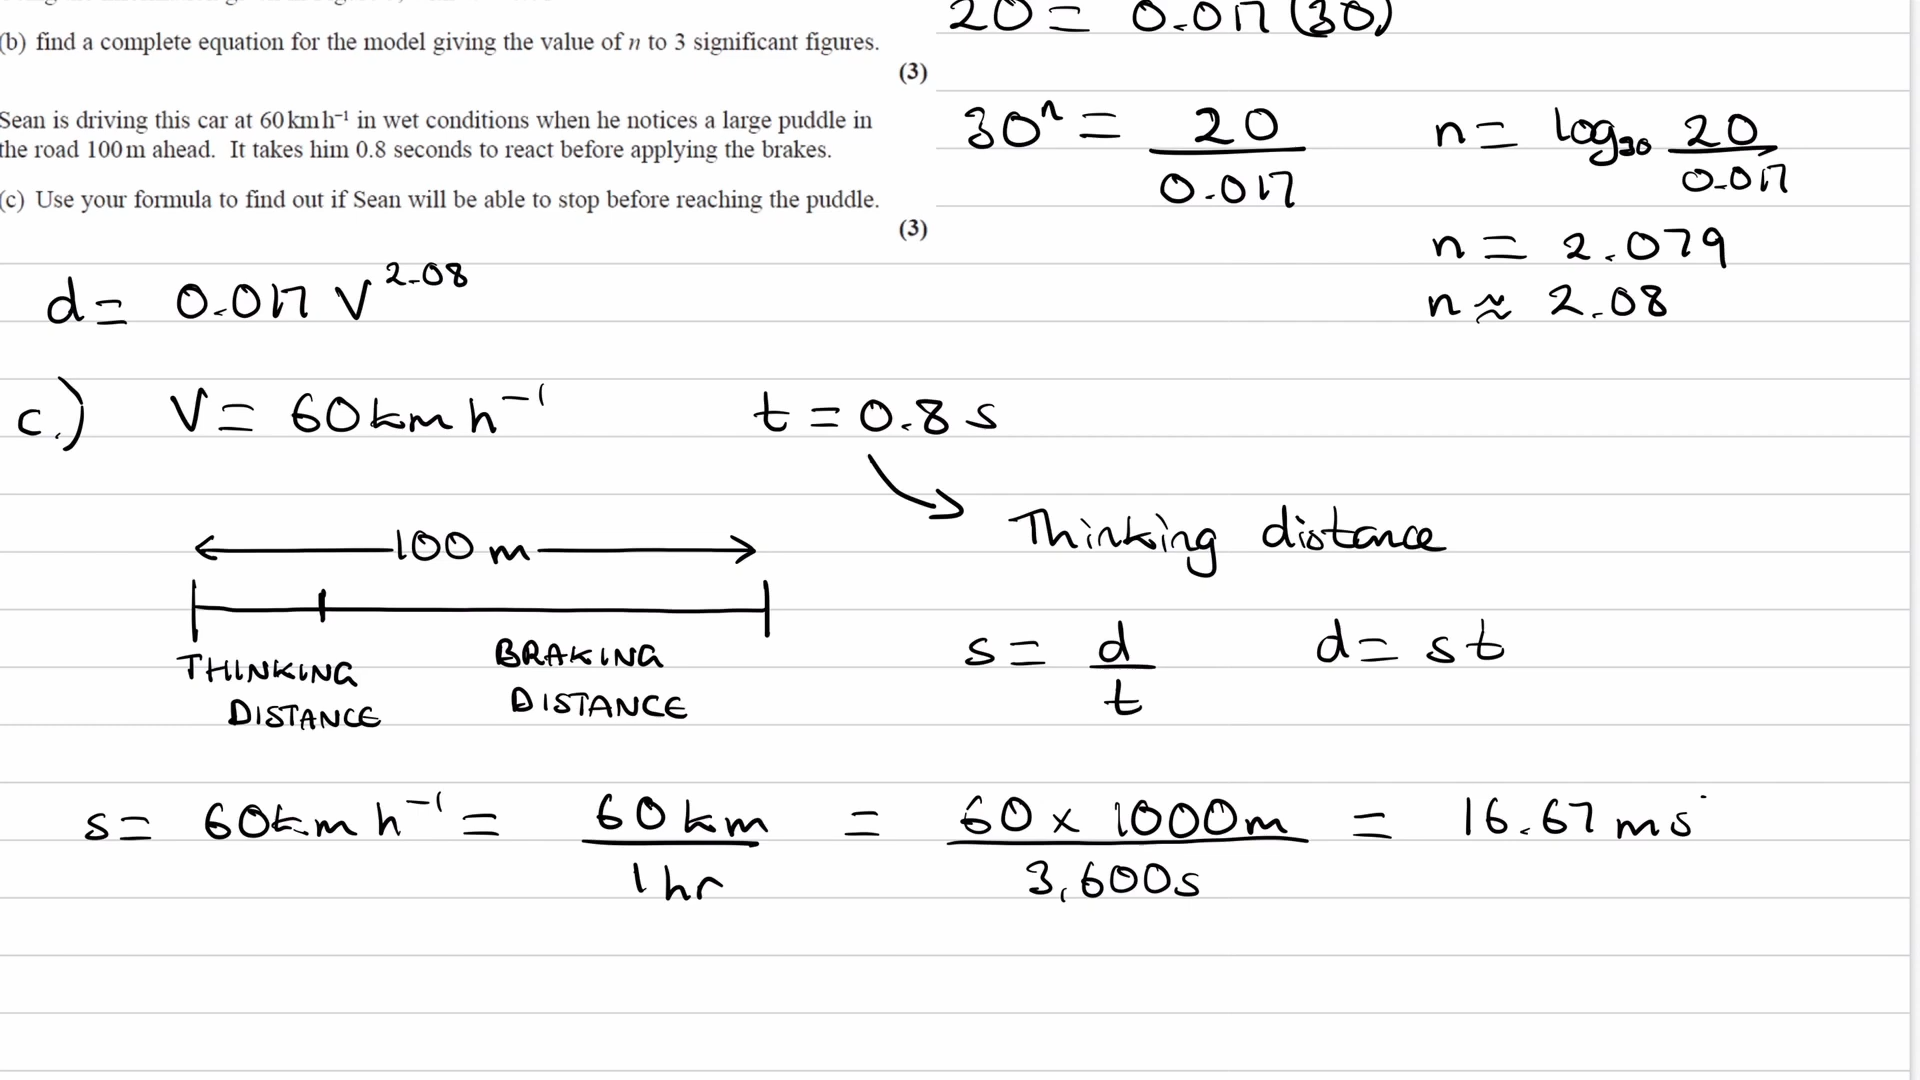 (b) find a complete equation for the model giving the value of n to 3 significant figures.
(3)
Sean is driving this car at 60 km h⁻¹ in wet conditions when he notices a large puddle in
the road 100 m ahead. It takes him 0.8 seconds to react before applying the brakes.
(c) Use your formula to find out if Sean will be able to stop before reaching the puddle.
(3)
20 = 0.017 (30)
30ⁿ = 20 / 0.017
n = log₃₀ 20 / 0.017
n = 2.079
n ≈ 2.08
d = 0.017 V^2.08
c.) V = 60 km h⁻¹ t = 0.8 s
Thinking distance
100 m
THINKING
DISTANCE
BRAKING
DISTANCE
s = d / t d = st
s = 60 km h⁻¹ = 60 km / 1 hr = 60 × 1000 m / 3,600 s = 16.67 ms